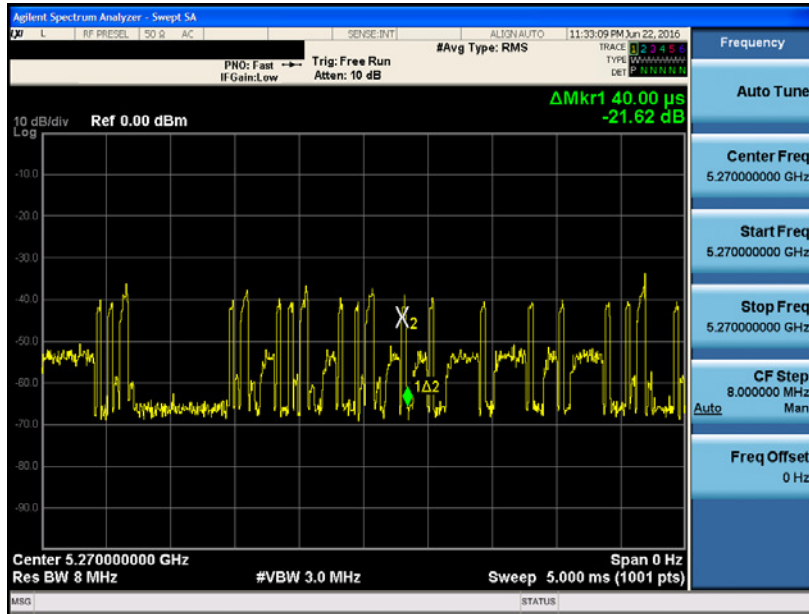 Agilent Spectrum Analyzer - Swept SA
LXI L RF PRESEL 50 Ω AC SENSE:INT ALIGN AUTO 11:33:09 PM Jun 22, 2016
#Avg Type: RMS TRACE 1 2 3 4 5 6
PNO: Fast Trig: Free Run TYPE W
IFGain:Low Atten: 10 dB DET P N N N N N
ΔMkr1 40.00 µs
-21.62 dB
10 dB/div Ref 0.00 dBm
Log
-10.0
-20.0
-30.0
-40.0
X2
-50.0
-60.0
1Δ2
-70.0
-80.0
-90.0
Center 5.270000000 GHz Span 0 Hz
Res BW 8 MHz #VBW 3.0 MHz Sweep 5.000 ms (1001 pts)
MSG STATUS
Frequency
Auto Tune
Center Freq
5.270000000 GHz
Start Freq
5.270000000 GHz
Stop Freq
5.270000000 GHz
CF Step
8.000000 MHz
Auto Man
Freq Offset
0 Hz